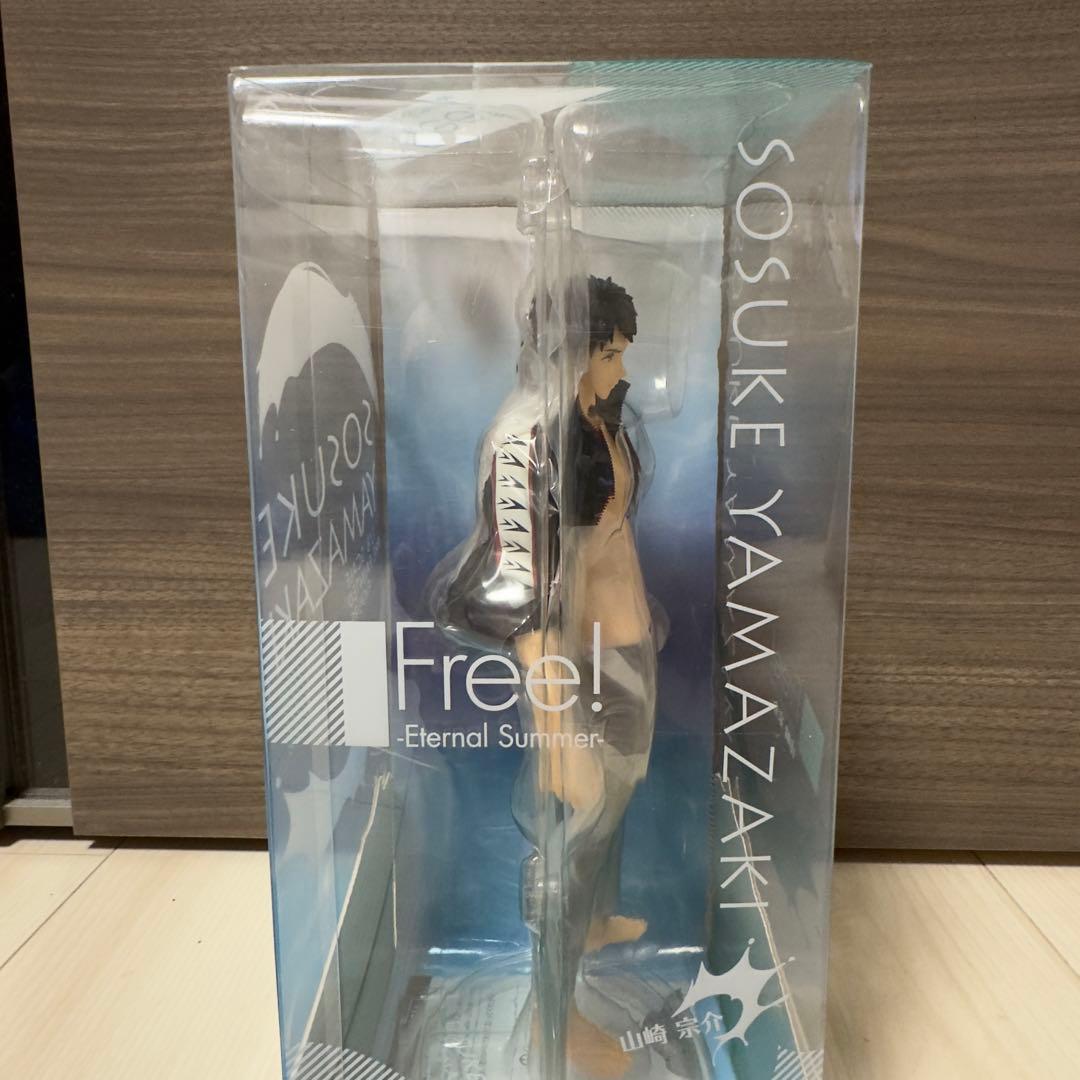 SOSUKE YAMAZAKI
SOSUKE
YAMAZAKI
Free!
-Eternal Summer-
山崎 宗介